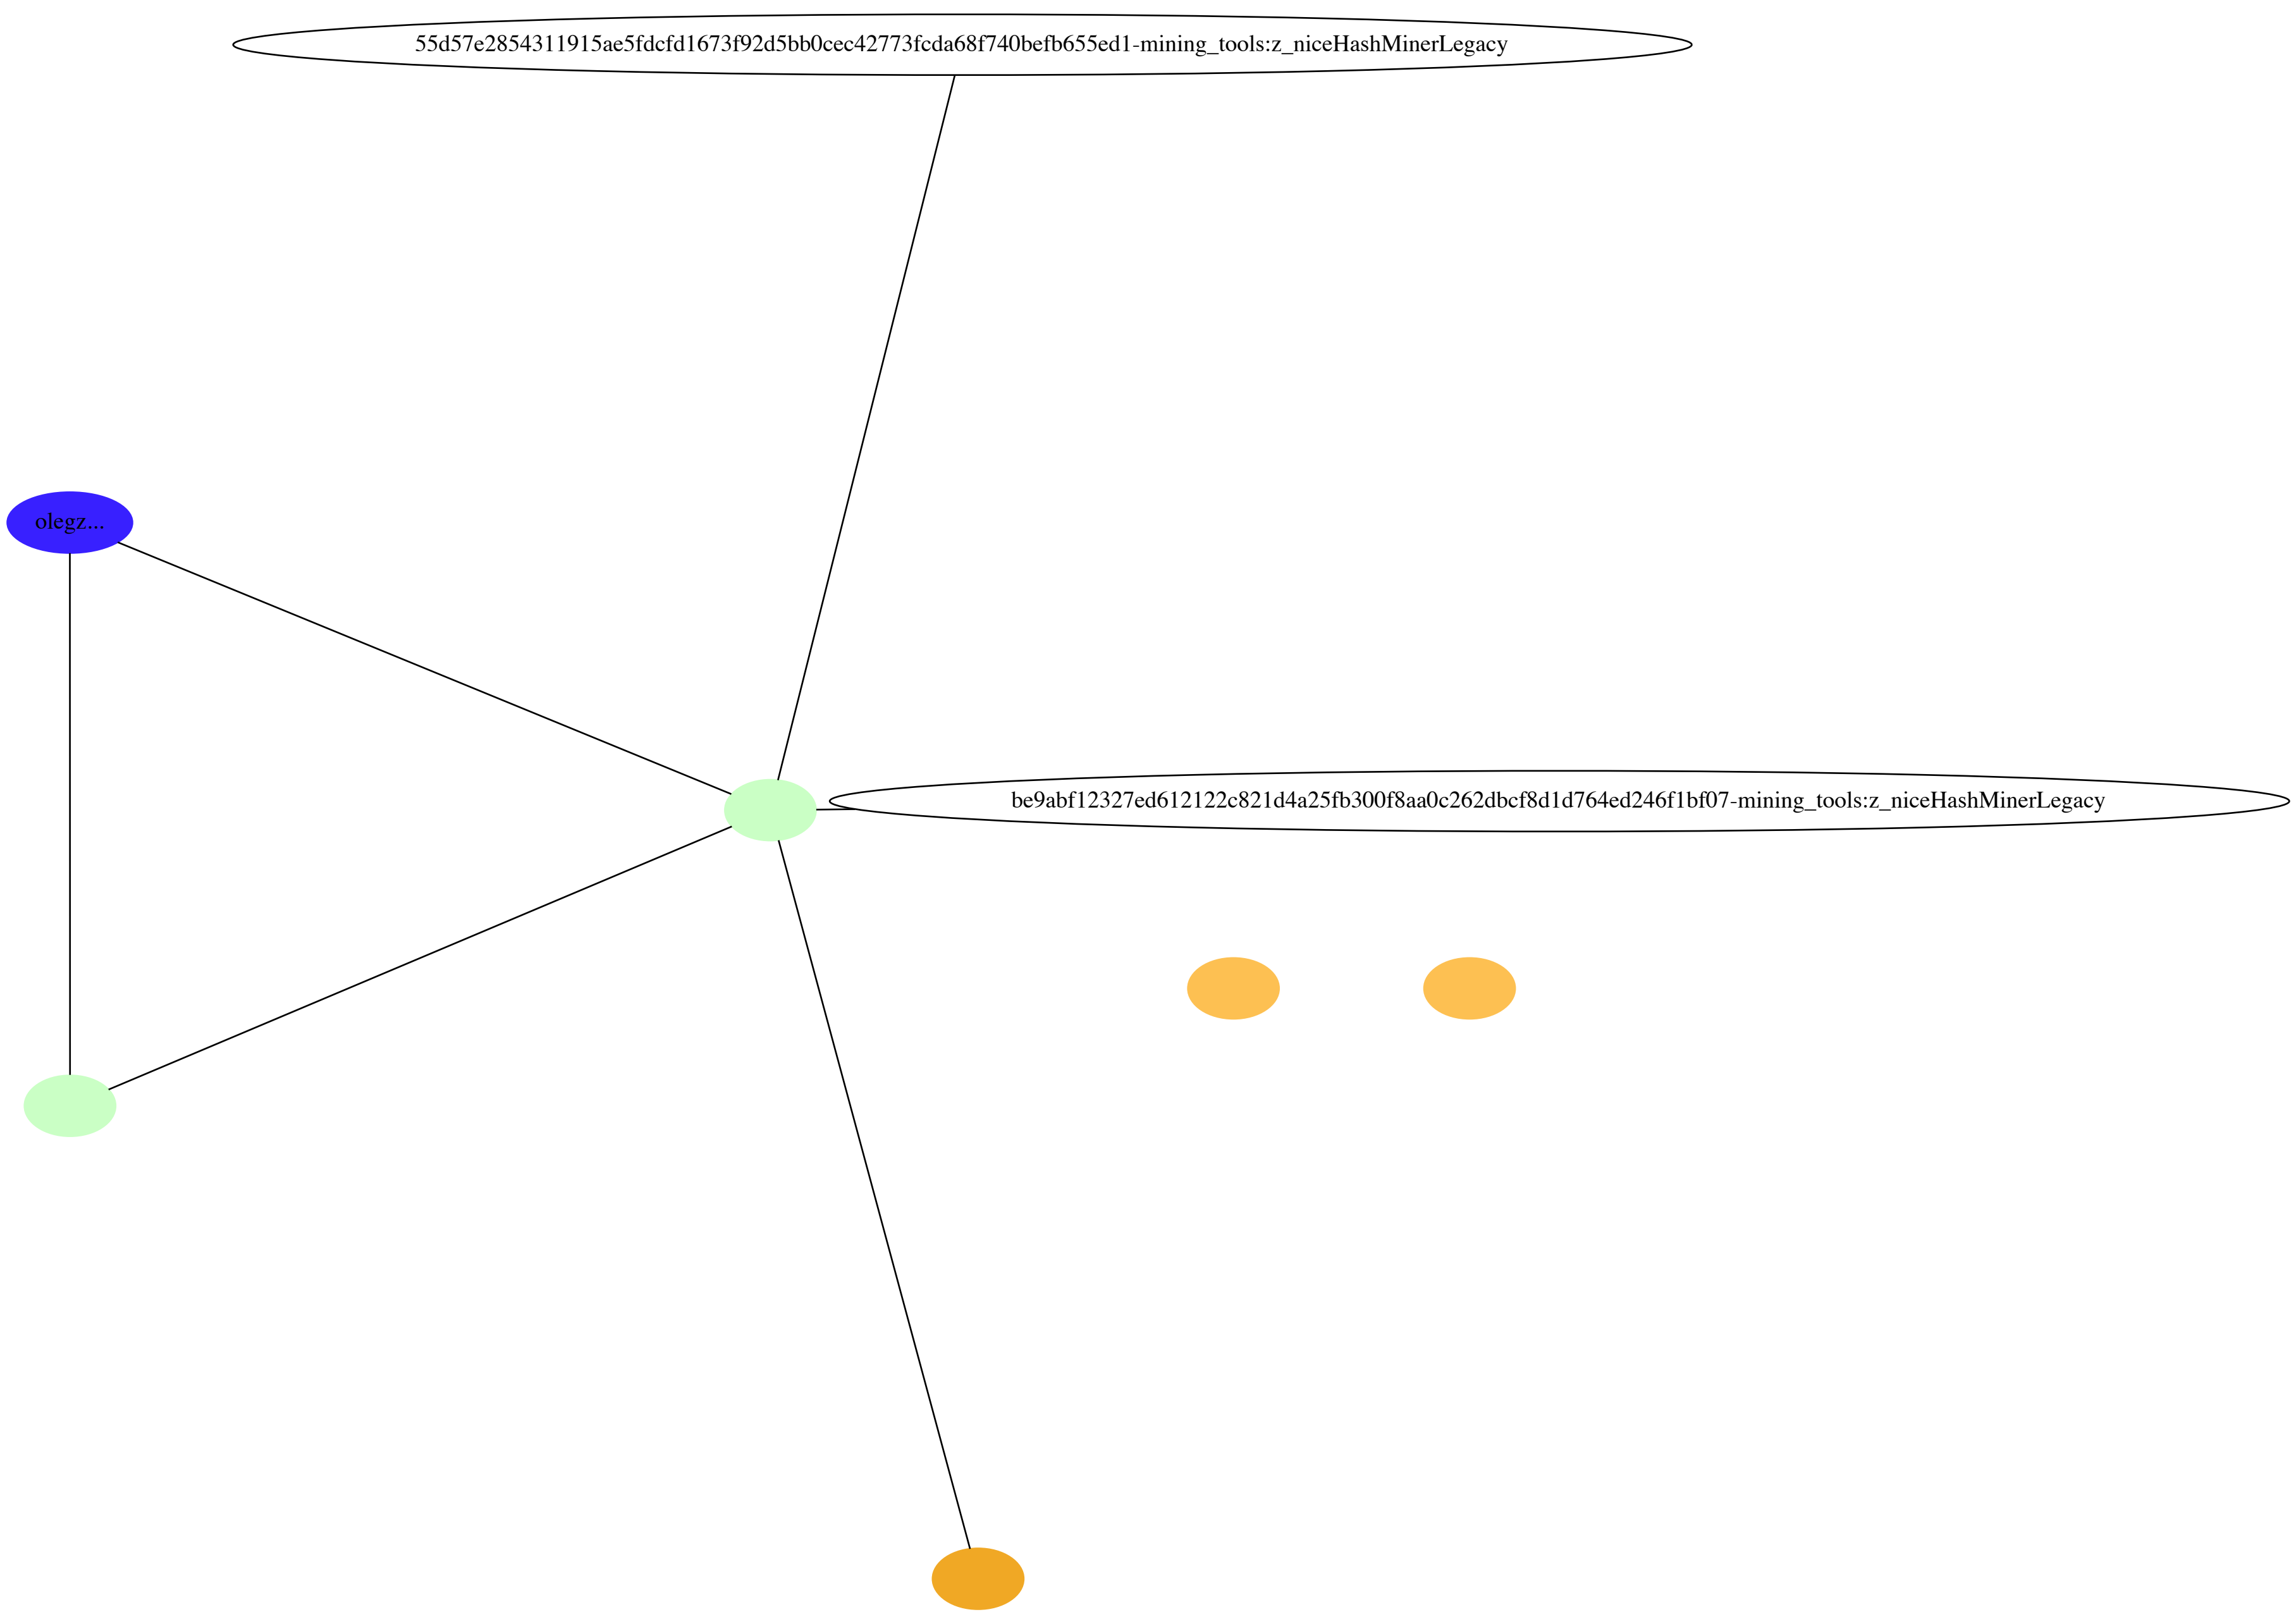 55d57e2854311915ae5fdcfd1673f92d5bb0cec42773fcda68f740befb655ed1-mining_tools:z_niceHashMinerLegacy
olegz...
be9abf12327ed612122c821d4a25fb300f8aa0c262dbcf8d1d764ed246f1bf07-mining_tools:z_niceHashMinerLegacy